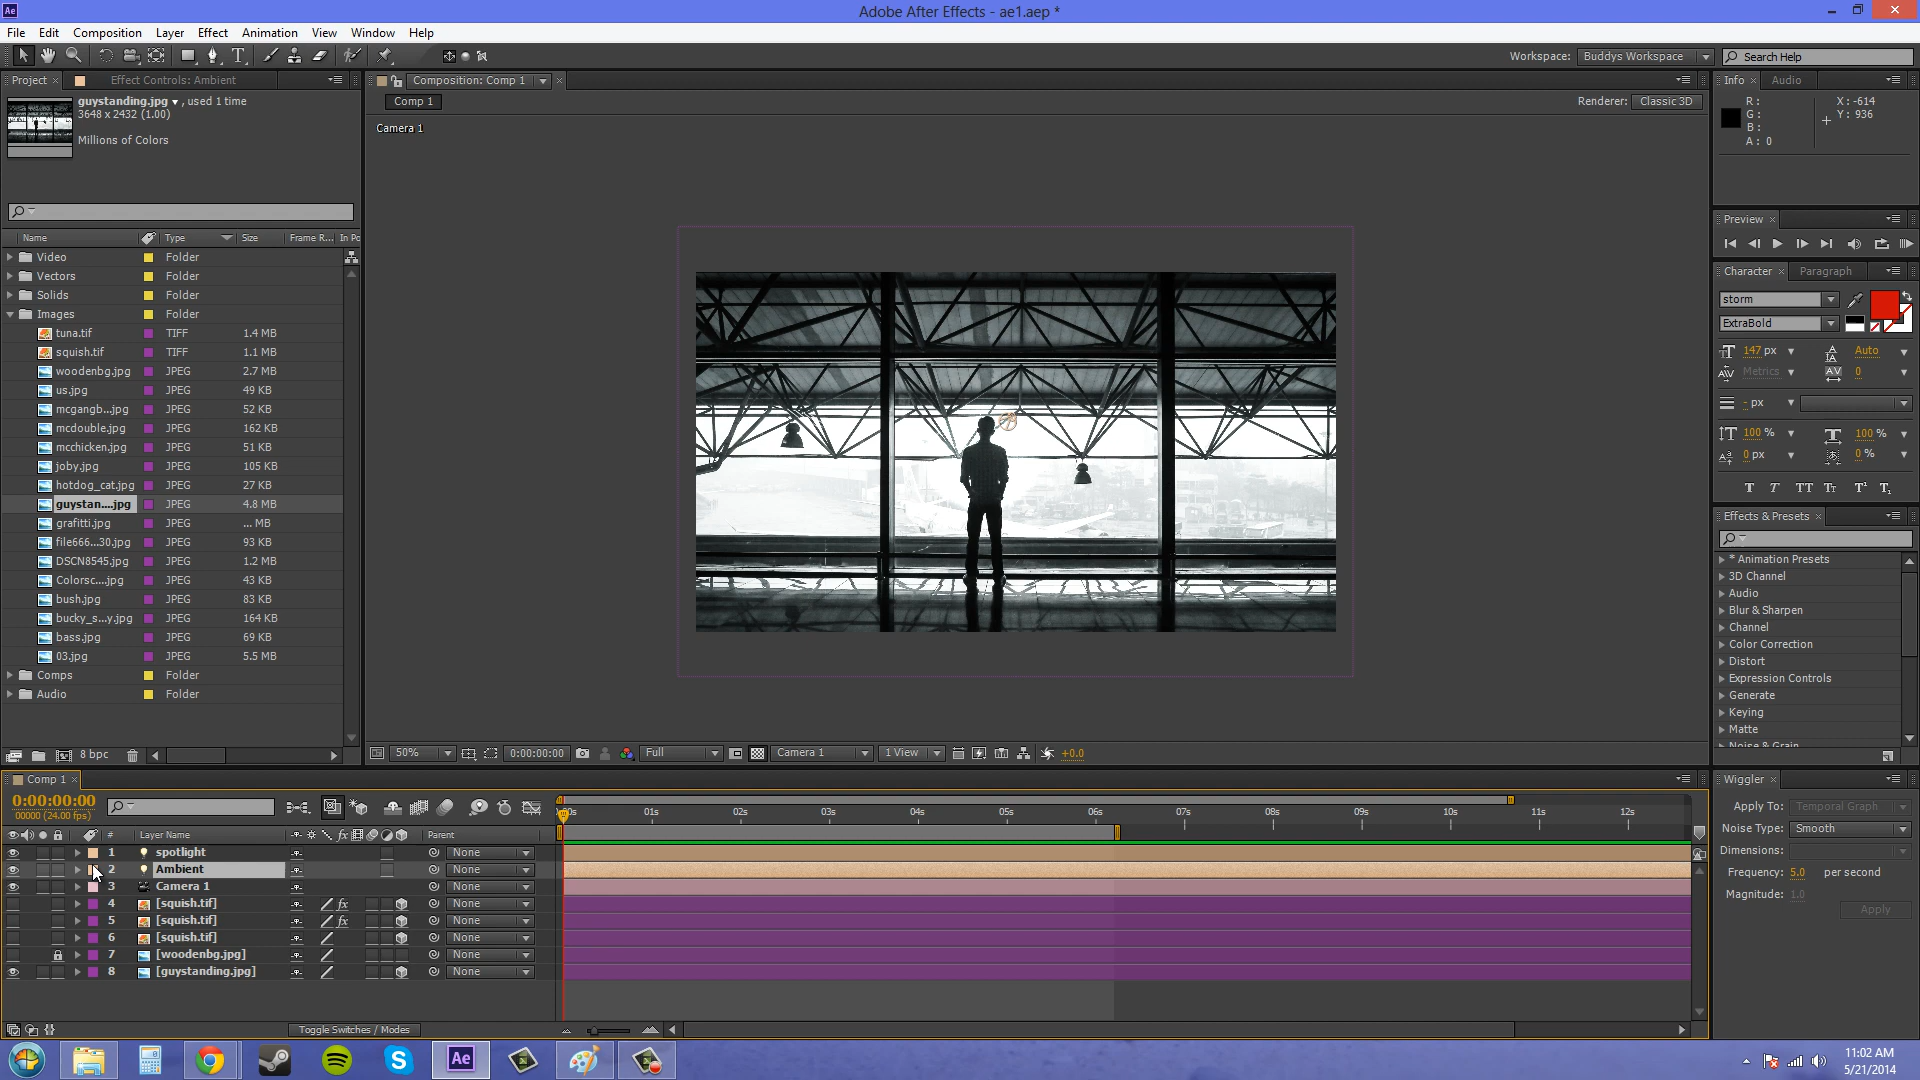 Adobe After Effects - ae1.aep *
File Edit Composition Layer Effect Animation View Window Help
Workspace: Buddys Workspace Search Help
Project Effect Controls: Ambient
guystanding.jpg , used 1 time
3648 x 2432 (1.00)
Millions of Colors
Name Type Size Frame R... In Po
Video Folder
Vectors Folder
Solids Folder
Images Folder
tuna.tif TIFF 1.4 MB
squish.tif TIFF 1.1 MB
woodenbg.jpg JPEG 2.7 MB
us.jpg JPEG 49 KB
mcgangb...jpg JPEG 52 KB
mcdouble.jpg JPEG 162 KB
mcchicken.jpg JPEG 51 KB
joby.jpg JPEG 105 KB
hotdog_cat.jpg JPEG 27 KB
guystan....jpg JPEG 4.8 MB
grafitti.jpg JPEG ... MB
file666...30.jpg JPEG 93 KB
DSCN8545.jpg JPEG 1.2 MB
Colorsc....jpg JPEG 43 KB
bush.jpg JPEG 83 KB
bucky_s...y.jpg JPEG 164 KB
bass.jpg JPEG 69 KB
03.jpg JPEG 5.5 MB
Comps Folder
Audio Folder
8 bpc
Composition: Comp 1
Comp 1
Renderer: Classic 3D
Camera 1
50% 0:00:00:00 Full Camera 1 1 View +0.0
Info Audio
R: X: -614
G: Y: 936
B:
A: 0
Preview
Character Paragraph
storm
ExtraBold
147 px Auto
Metrics 0
- px
100 % 100 %
0 px 0 %
T T TT Tt T¹ T₁
Effects & Presets
* Animation Presets
3D Channel
Audio
Blur & Sharpen
Channel
Color Correction
Distort
Expression Controls
Generate
Keying
Matte
Noise & Grain
Comp 1
0:00:00:00
00000 (24.00 fps)
0s 01s 02s 03s 04s 05s 06s 07s 08s 09s 10s 11s 12s
# Layer Name fx Parent
1 spotlight None
2 Ambient None
3 Camera 1 None
4 [squish.tif] fx None
5 [squish.tif] fx None
6 [squish.tif] None
7 [woodenbg.jpg] None
8 [guystanding.jpg] None
Toggle Switches / Modes
Wiggler
Apply To: Temporal Graph
Noise Type: Smooth
Dimensions:
Frequency: 5.0 per second
Magnitude: 1.0
Apply
Ae
11:02 AM
5/21/2014